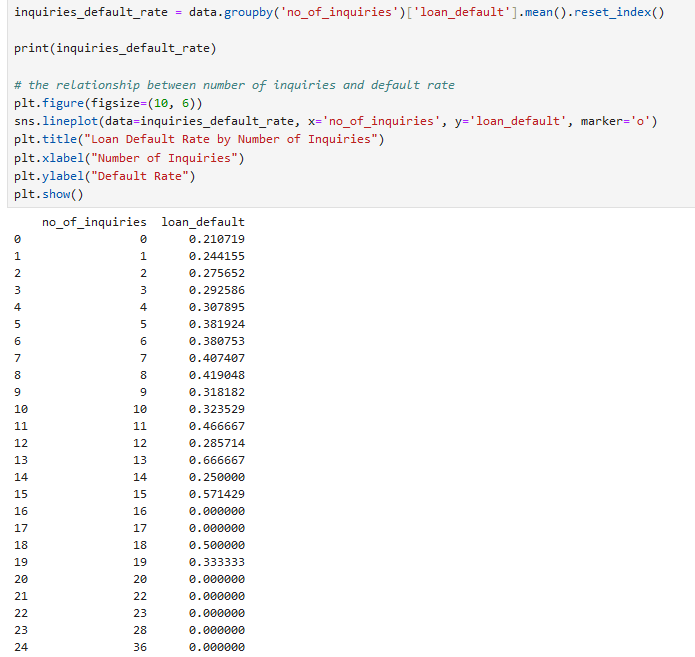 inquiries_default_rate = data.groupby('no_of_inquiries')['loan_default'].mean().reset_index()
print(inquiries_default_rate)
# the relationship between number of inquiries and default rate
plt.figure(figsize=(10, 6))
sns.lineplot(data=inquiries_default_rate, x='no_of_inquiries', y='loan_default', marker='o')
plt.title("Loan Default Rate by Number of Inquiries")
plt.xlabel("Number of Inquiries")
plt.ylabel("Default Rate")
plt.show()
no_of_inquiries loan_default
0 0 0.210719
1 1 0.244155
2 2 0.275652
3 3 0.292586
4 4 0.307895
5 5 0.381924
6 6 0.380753
7 7 0.407407
8 8 0.419048
9 9 0.318182
10 10 0.323529
11 11 0.466667
12 12 0.285714
13 13 0.666667
14 14 0.250000
15 15 0.571429
16 16 0.000000
17 17 0.000000
18 18 0.500000
19 19 0.333333
20 20 0.000000
21 22 0.000000
22 23 0.000000
23 28 0.000000
24 36 0.000000